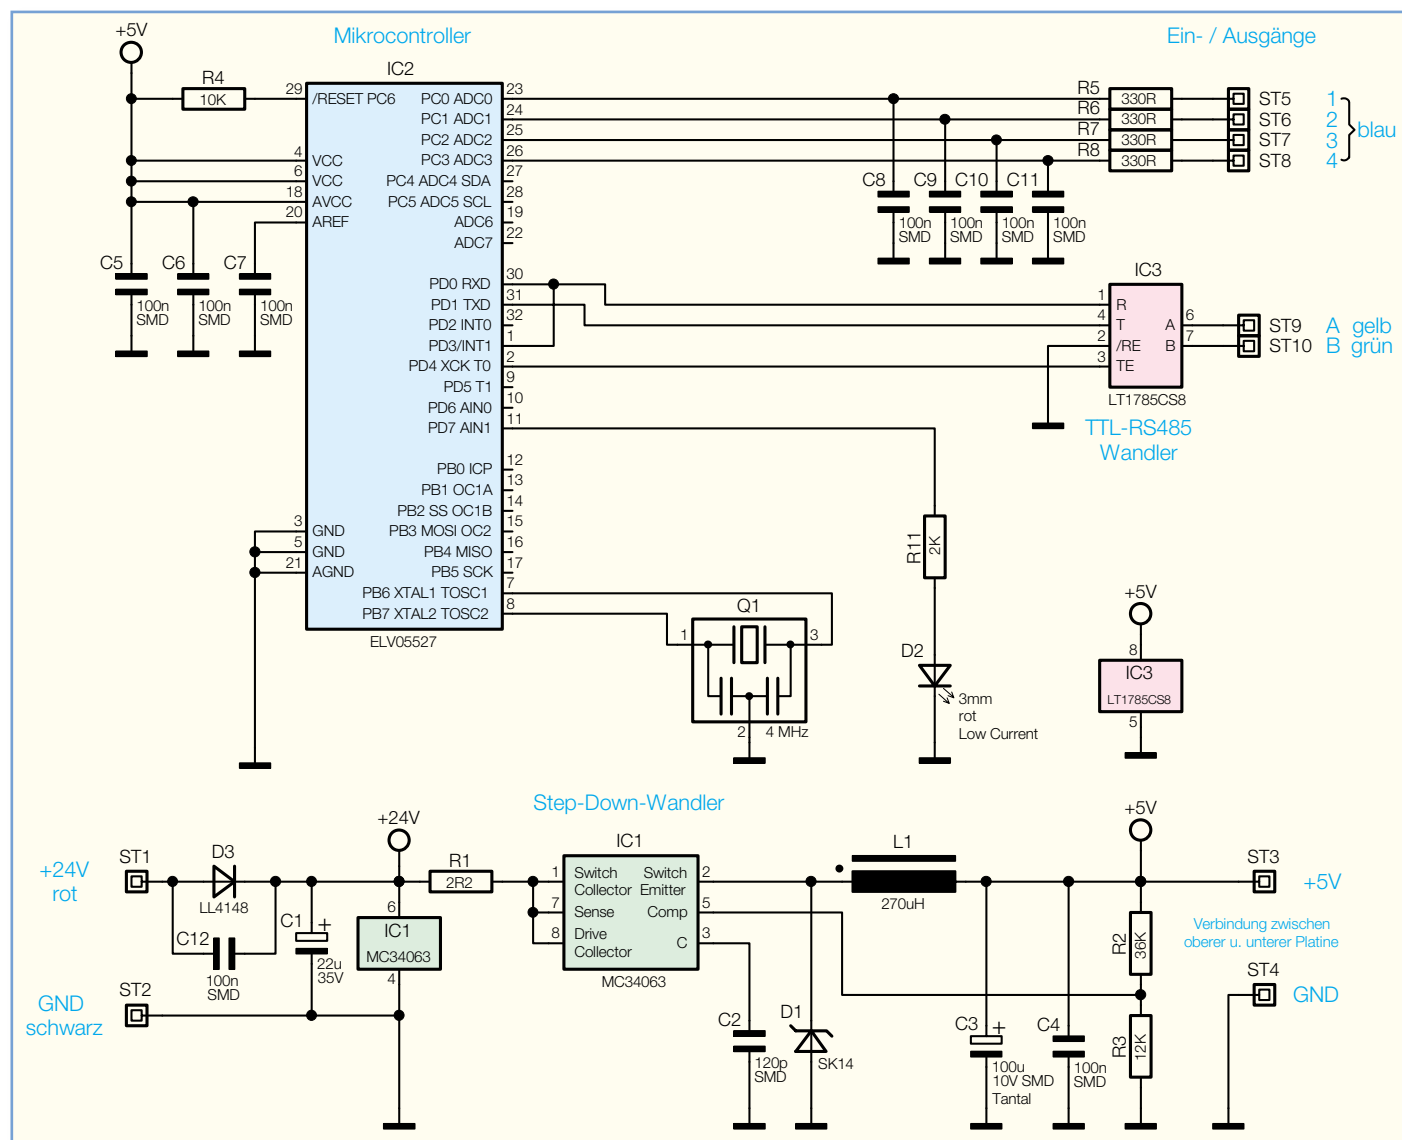 +5V
Mikrocontroller
Ein- / Ausgänge
IC2
R4
10K
29
/RESET PC6
4
VCC
6
VCC
18
AVCC
20
AREF
3
GND
5
GND
21
AGND
PC0 ADC0
23
PC1 ADC1
24
PC2 ADC2
25
PC3 ADC3
26
PC4 ADC4 SDA
27
PC5 ADC5 SCL
28
ADC6
19
ADC7
22
PD0 RXD
30
PD1 TXD
31
PD2 INT0
32
PD3/INT1
1
PD4 XCK T0
2
PD5 T1
9
PD6 AIN0
10
PD7 AIN1
11
PB0 ICP
12
PB1 OC1A
13
PB2 SS OC1B
14
PB3 MOSI OC2
15
PB4 MISO
16
PB5 SCK
17
PB6 XTAL1 TOSC1
7
PB7 XTAL2 TOSC2
8
ELV05527
C5
100n
SMD
C6
100n
SMD
C7
100n
SMD
R5
330R
ST5
1
R6
330R
ST6
2
R7
330R
ST7
3
R8
330R
ST8
4
blau
C8
100n
SMD
C9
100n
SMD
C10
100n
SMD
C11
100n
SMD
IC3
1
R
4
T
2
/RE
3
TE
A
6
B
7
LT1785CS8
ST9
A gelb
ST10
B grün
TTL-RS485
Wandler
R11
2K
D2
3mm
rot
Low Current
Q1
1
3
2
4 MHz
+5V
8
IC3
LT1785CS8
5
Step-Down-Wandler
+24V
rot
ST1
D3
LL4148
C12
100n
SMD
GND
schwarz
ST2
C1
+
22u
35V
+24V
6
IC1
MC34063
4
R1
2R2
IC1
1
Switch
Collector
7
Sense
8
Drive
Collector
Switch
Emitter
2
Comp
5
C
3
MC34063
C2
120p
SMD
D1
SK14
L1
270uH
C3
+
100u
10V SMD
Tantal
C4
100n
SMD
+5V
R2
36K
R3
12K
ST3
+5V
Verbindung zwischen
oberer u. unterer Platine
ST4
GND